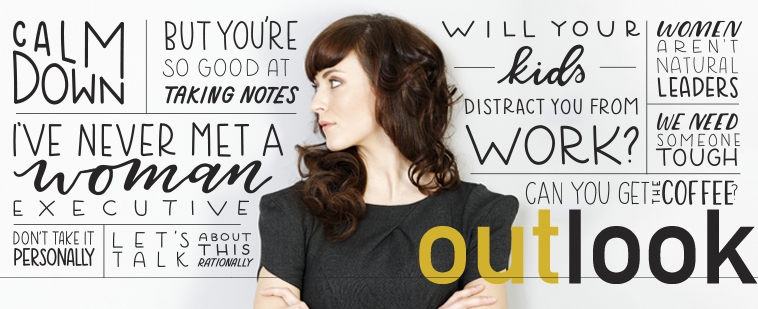 CALM
DOWN
BUT YOU'RE
SO GOOD AT
TAKING NOTES
I'VE NEVER MET A
woman
EXECUTIVE
DON'T TAKE IT
PERSONALLY
LET'S
TALK
ABOUT
THIS
RATIONALLY
WILL YOUR
kids
DISTRACT YOU FROM
WORK?
WOMEN
AREN'T
NATURAL
LEADERS
WE NEED
SOMEONE
TOUGH
CAN YOU GET THE COFFEE?
outlook